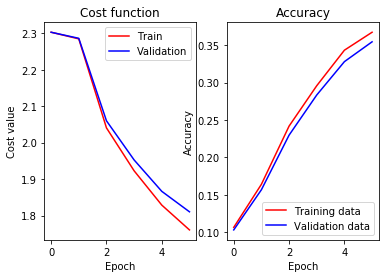 Cost function
2.3
2.2
2.1
2.0
1.9
1.8
Cost value
0
2
4
Epoch
Train
Validation
Accuracy
0.35
0.30
0.25
0.20
0.15
0.10
Accuracy
0
2
4
Epoch
Training data
Validation data